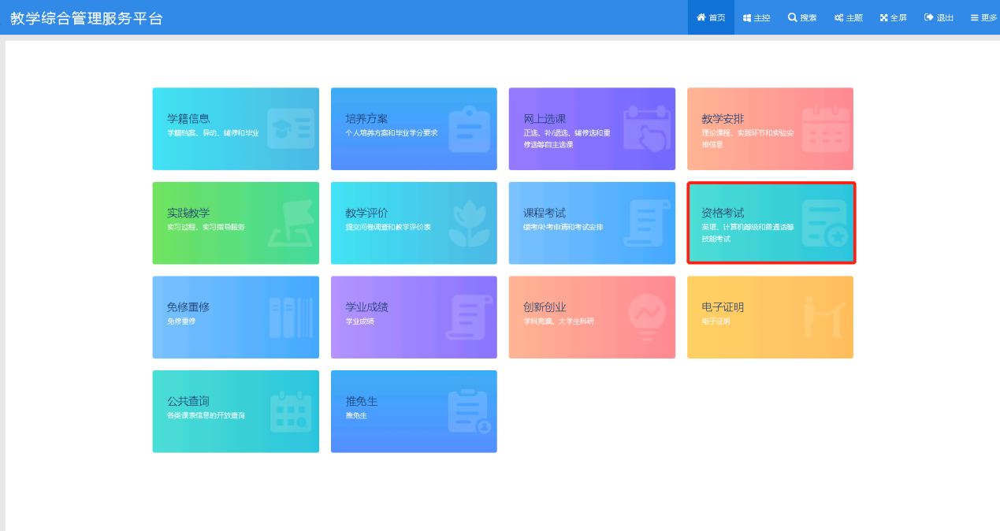 教学综合管理服务平台
首页 主控 搜索 主题 全屏 退出 更多
学籍信息
学籍档案、异动、辅修和毕业
培养方案
个人培养方案和毕业学分要求
网上选课
正选、补/退选、辅修选和重
修选等自主选课
教学安排
理论课程、实践环节和实验安
排信息
实践教学
实习过程、实习指导服务
教学评价
提交问卷调查和教学评价表
课程考试
缓考/补考申请和考试安排
资格考试
英语、计算机等级和普通话等
技能考试
免修重修
免修重修
学业成绩
学业成绩
创新创业
学科竞赛、大学生科研
电子证明
电子证明
公共查询
各类课表信息的开放查询
推免生
推免生